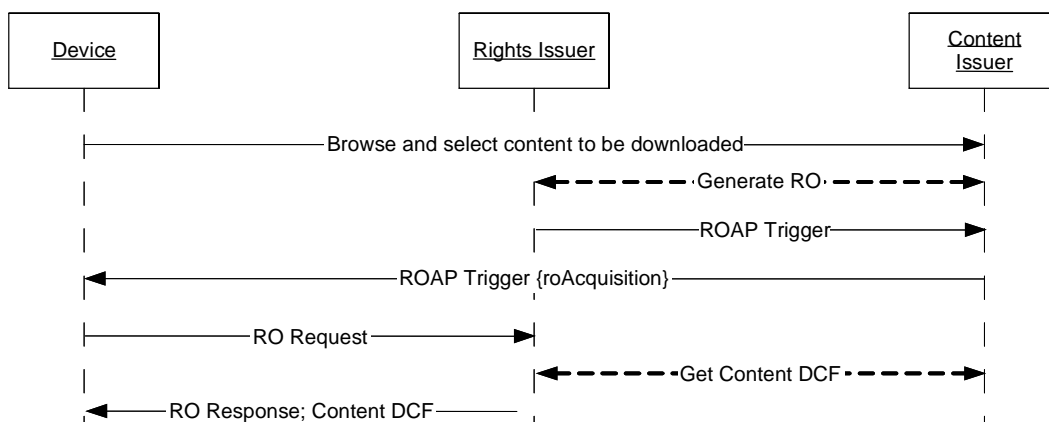 Device
Rights Issuer
Content
Issuer
Browse and select content to be downloaded
Generate RO
ROAP Trigger
ROAP Trigger {roAcquisition}
RO Request
Get Content DCF
RO Response; Content DCF